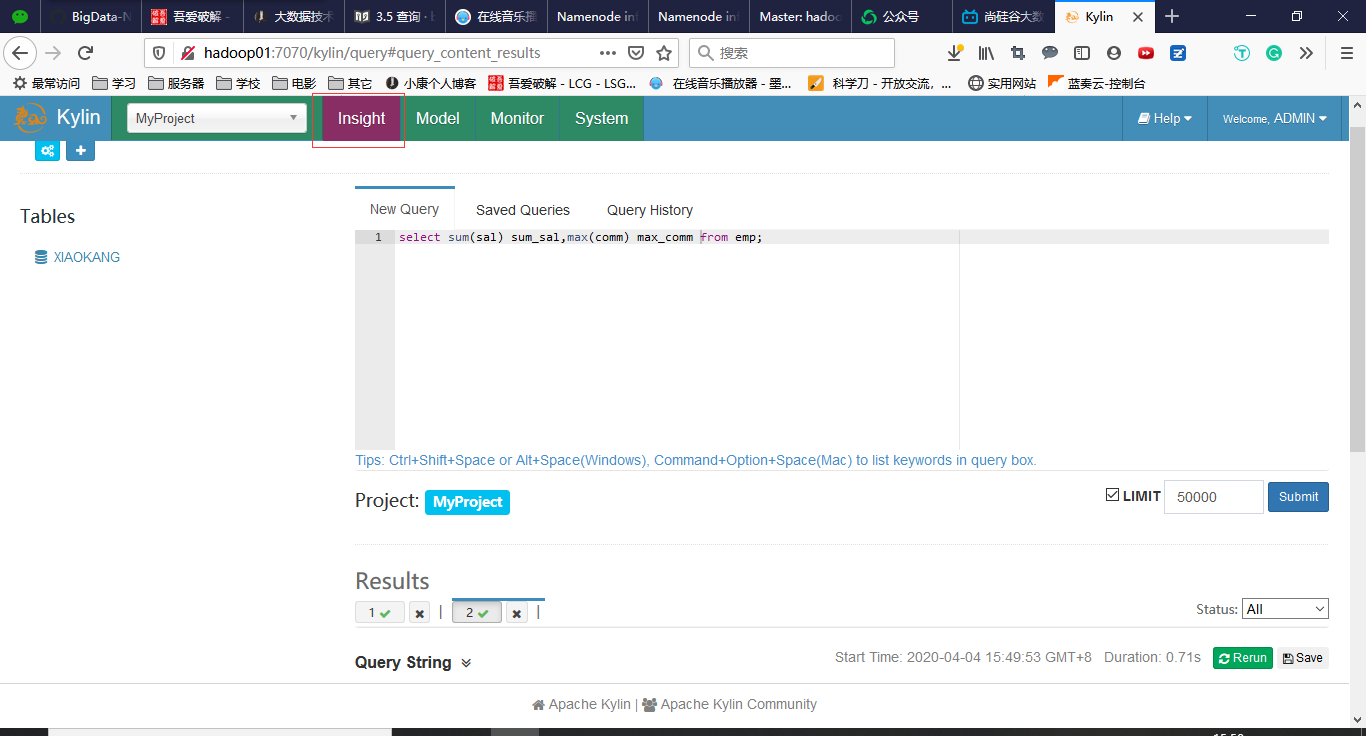 BigData-N
吾爱破解 -
大数据技术
3.5 查询 ·
在线音乐播
Namenode inf
Namenode inf
Master: hadoo
公众号
尚硅谷大数
Kylin
hadoop01:7070/kylin/query#query_content_results
搜索
最常访问 学习 服务器 学校 电影 其它 小康个人博客 吾爱破解 - LCG - LSG... 在线音乐播放器 - 墨... 科学刀 - 开放交流，... 实用网站 蓝奏云-控制台
Kylin MyProject Insight Model Monitor System Help Welcome, ADMIN
Tables
XIAOKANG
New Query Saved Queries Query History
1 select sum(sal) sum_sal,max(comm) max_comm from emp;
Tips: Ctrl+Shift+Space or Alt+Space(Windows), Command+Option+Space(Mac) to list keywords in query box.
Project: MyProject LIMIT 50000 Submit
Results
1 | 2 | Status: All
Query String Start Time: 2020-04-04 15:49:53 GMT+8 Duration: 0.71s Rerun Save
Apache Kylin | Apache Kylin Community